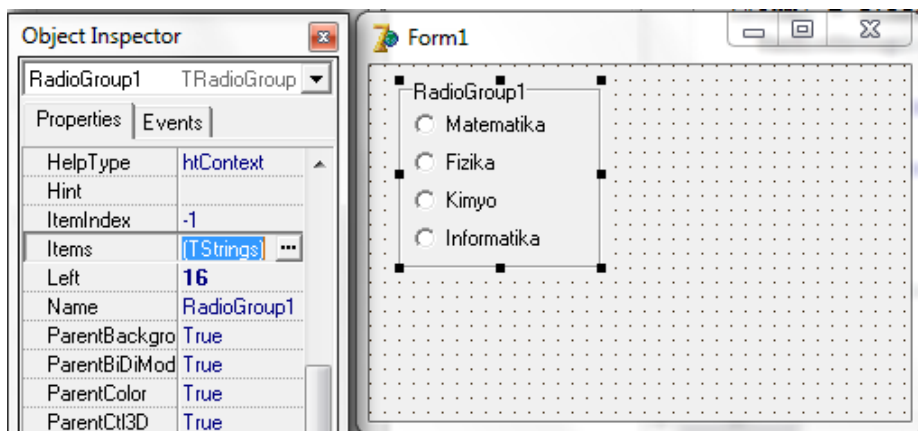 Object Inspector
RadioGroup1 TRadioGroup
Properties Events
HelpType htContext
Hint
ItemIndex -1
Items (TStrings) ...
Left 16
Name RadioGroup1
ParentBackgro True
ParentBiDiMod True
ParentColor True
ParentCtl3D True
Form1
RadioGroup1
Matematika
Fizika
Kimyo
Informatika